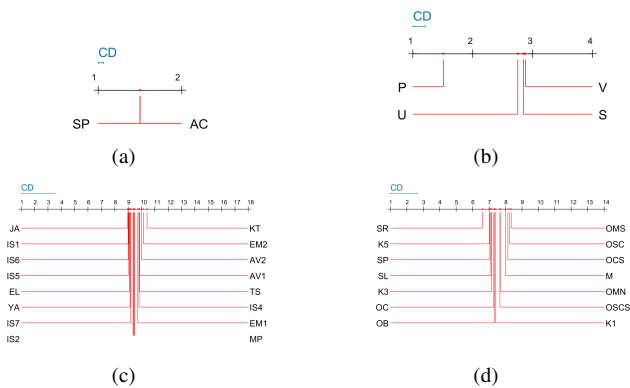 CD
1 2
SP AC
(a)
CD
1 2 3 4
P V
U S
(b)
CD
1 2 3 4 5 6 7 8 9 10 11 12 13 14 15 16 17 18
JA KT
IS1 EM2
IS6 AV2
IS5 AV1
EL TS
YA IS4
IS7 EM1
IS2 MP
(c)
CD
1 2 3 4 5 6 7 8 9 10 11 12 13 14
SR OMS
K5 OSC
SP OCS
SL M
K3 OMN
OC OSCS
OB K1
(d)